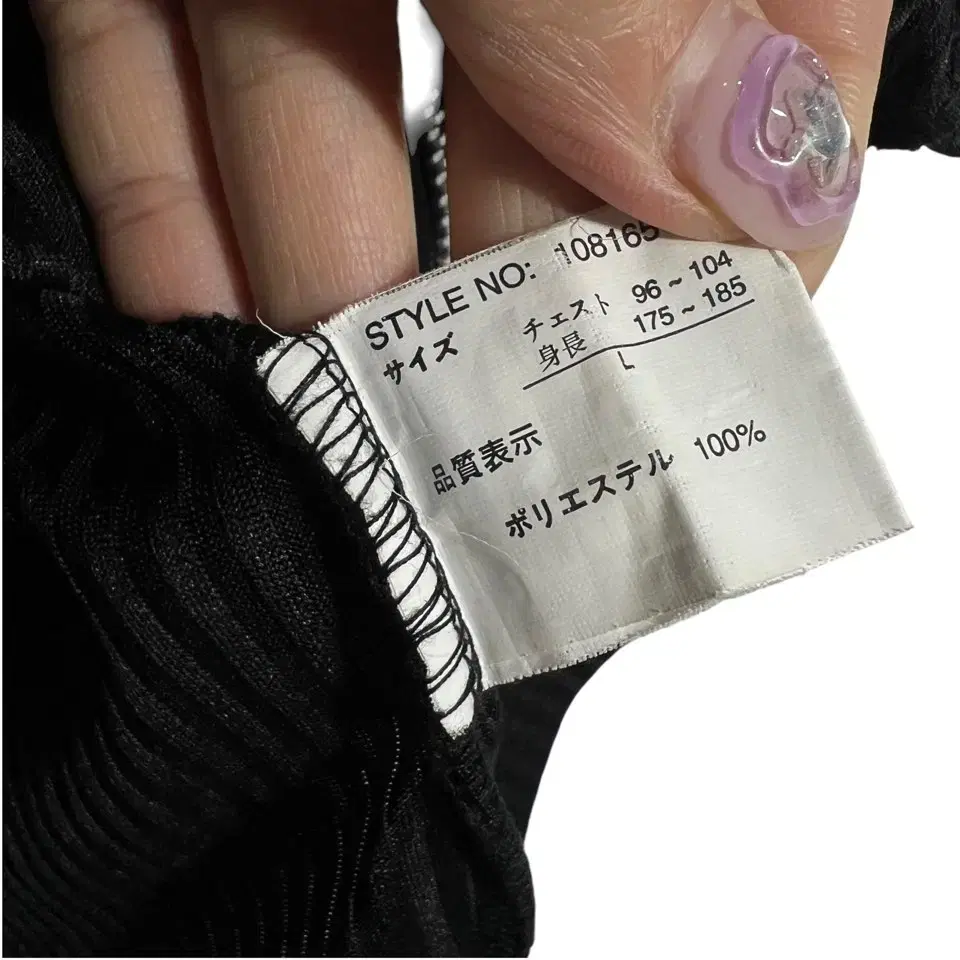 STYLE NO: 108165
サイズ チェスト 96~104
身長 175~185
L
品質表示
ポリエステル 100%